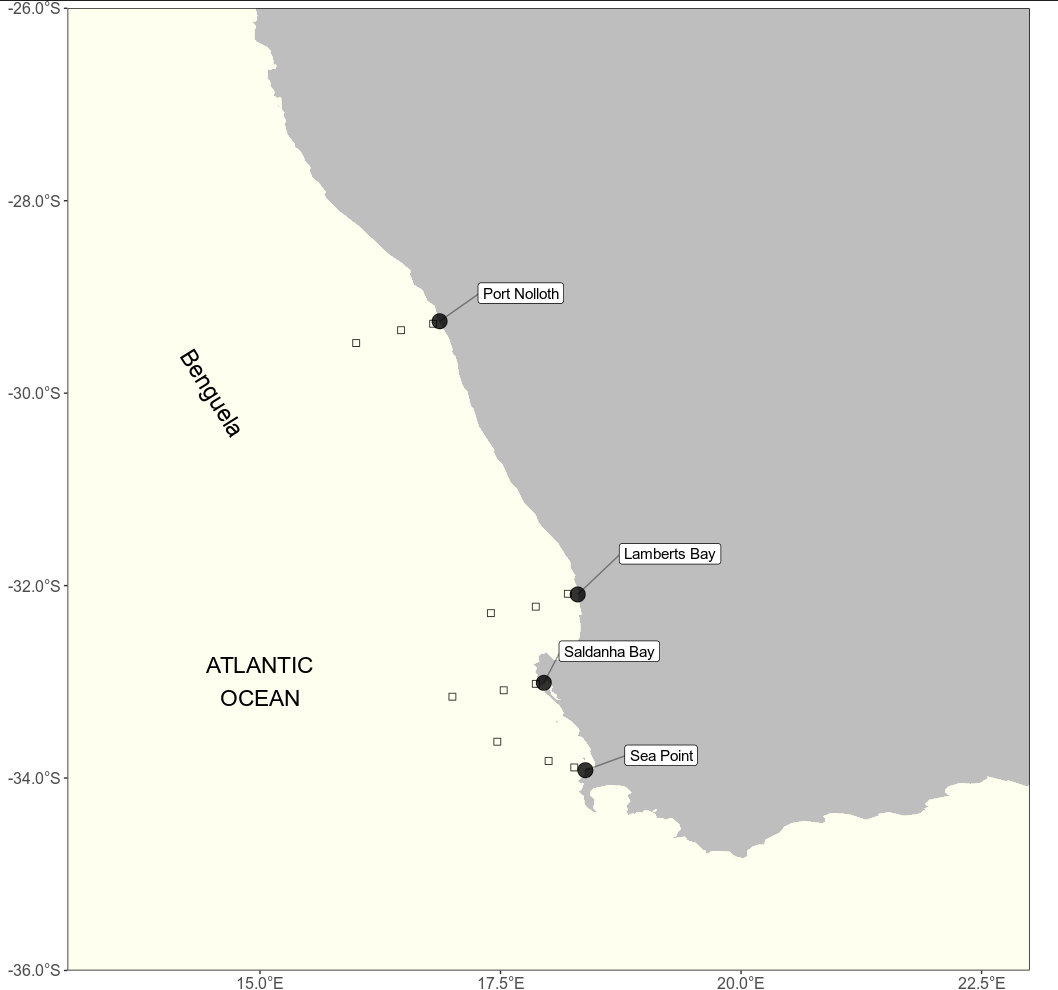 -26.0°S
-28.0°S
Port Nolloth
Benguela
-30.0°S
Lamberts Bay
-32.0°S
Saldanha Bay
ATLANTIC
OCEAN
Sea Point
-34.0°S
-36.0°S
15.0°E
17.5°E
20.0°E
22.5°E